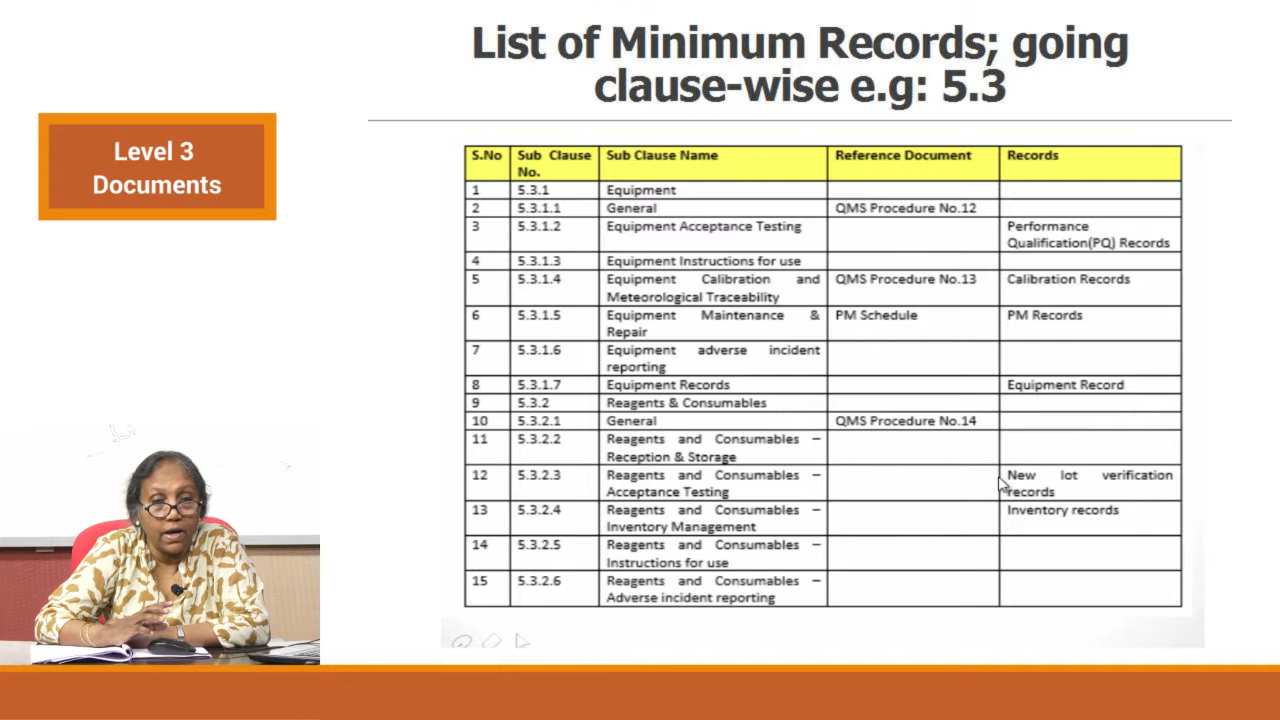 List of Minimum Records; going
clause-wise e.g: 5.3
Level 3
Documents
S.No Sub Clause No. Sub Clause Name Reference Document Records
1 5.3.1 Equipment
2 5.3.1.1 General QMS Procedure No.12
3 5.3.1.2 Equipment Acceptance Testing Performance
Qualification(PQ) Records
4 5.3.1.3 Equipment Instructions for use
5 5.3.1.4 Equipment Calibration and QMS Procedure No.13 Calibration Records
Meteorological Traceability
6 5.3.1.5 Equipment Maintenance & PM Schedule PM Records
Repair
7 5.3.1.6 Equipment adverse incident
reporting
8 5.3.1.7 Equipment Records Equipment Record
9 5.3.2 Reagents & Consumables
10 5.3.2.1 General QMS Procedure No.14
11 5.3.2.2 Reagents and Consumables –
Reception & Storage
12 5.3.2.3 Reagents and Consumables – New lot verification
Acceptance Testing records
13 5.3.2.4 Reagents and Consumables – Inventory records
Inventory Management
14 5.3.2.5 Reagents and Consumables –
Instructions for use
15 5.3.2.6 Reagents and Consumables –
Adverse incident reporting